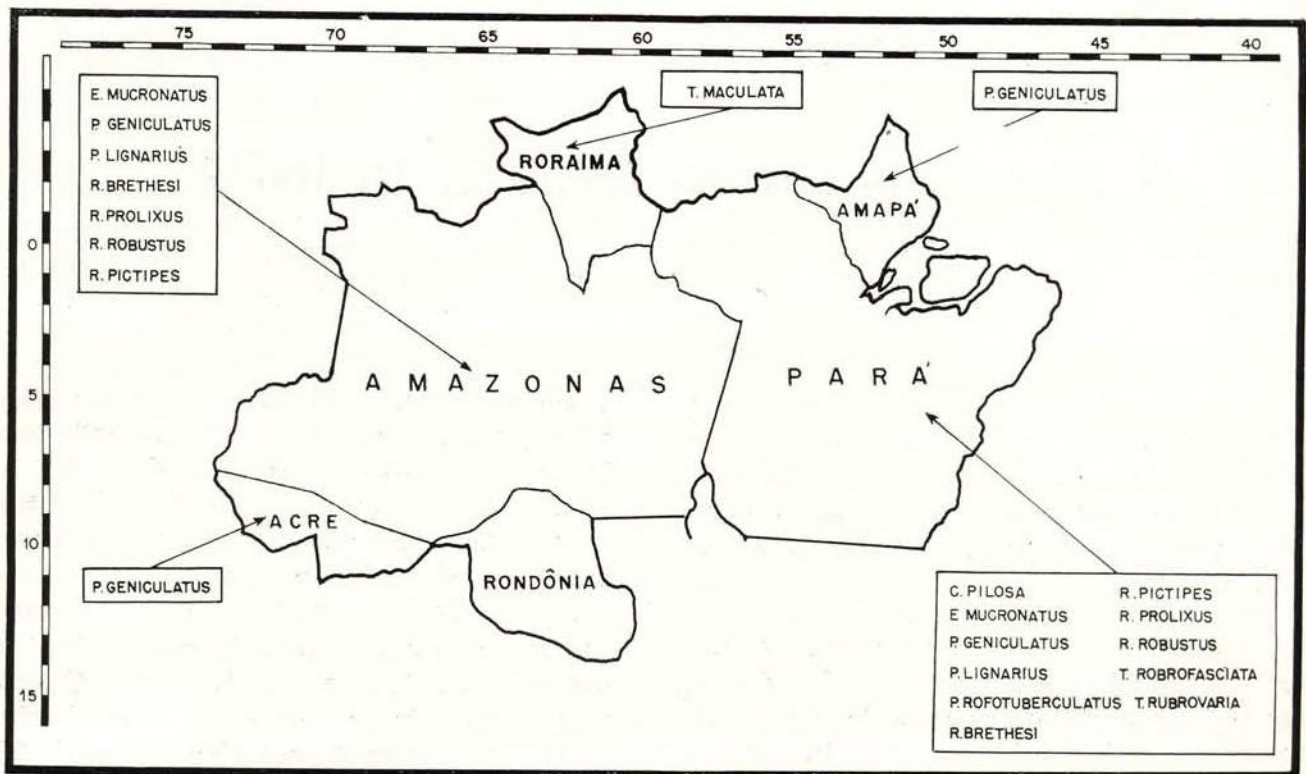 75 70 65 60 55 50 45 40
E. MUCRONATUS
P. GENICULATUS
P. LIGNARIUS
R. BRETHESI
R. PROLIXUS
R. ROBUSTUS
R. PICTIPES
T. MACULATA
P. GENICULATUS
RORAIMA
AMAPÁ
0
AMAZONAS
PARÁ
5
ACRE
10
P. GENICULATUS
RONDÔNIA
C. PILOSA R. PICTIPES
E MUCRONATUS R. PROLIXUS
P. GENICULATUS R. ROBUSTUS
P. LIGNARIUS T. ROBROFASCIATA
P. ROFOTUBERCULATUS T. RUBROVARIA
R. BRETHESI
15